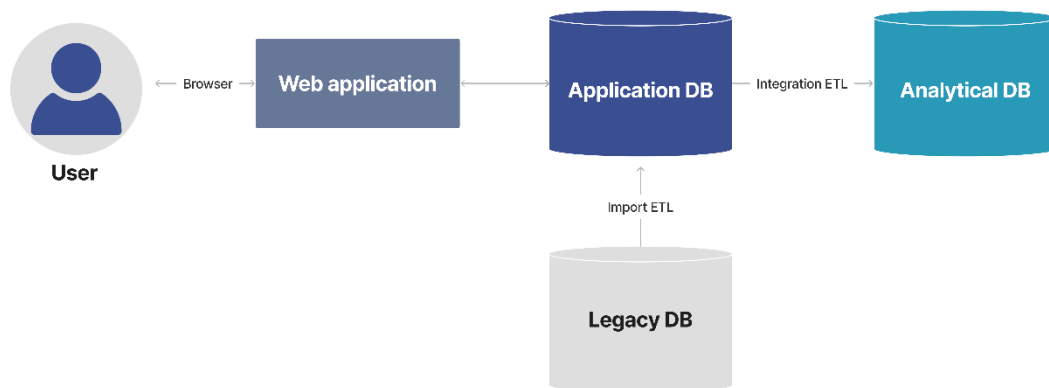 Browser
Web application
Application DB
Integration ETL
Analytical DB
User
Import ETL
Legacy DB